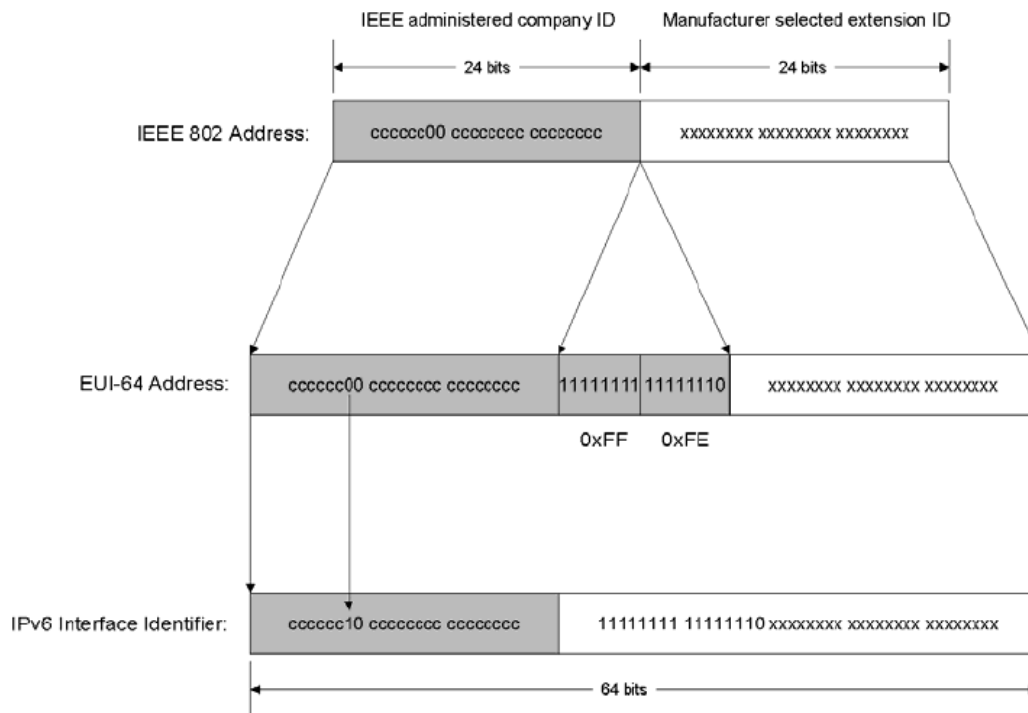 IEEE administered company ID
Manufacturer selected extension ID
24 bits
24 bits
IEEE 802 Address:
cccccc00 cccccccc cccccccc
xxxxxxxx xxxxxxxx xxxxxxxx
EUI-64 Address:
cccccc00 cccccccc cccccccc
11111111
11111110
xxxxxxxx xxxxxxxx xxxxxxxx
0xFF
0xFE
IPv6 Interface Identifier:
cccccc10 cccccccc cccccccc
11111111 11111110 xxxxxxxx xxxxxxxx xxxxxxxx
64 bits